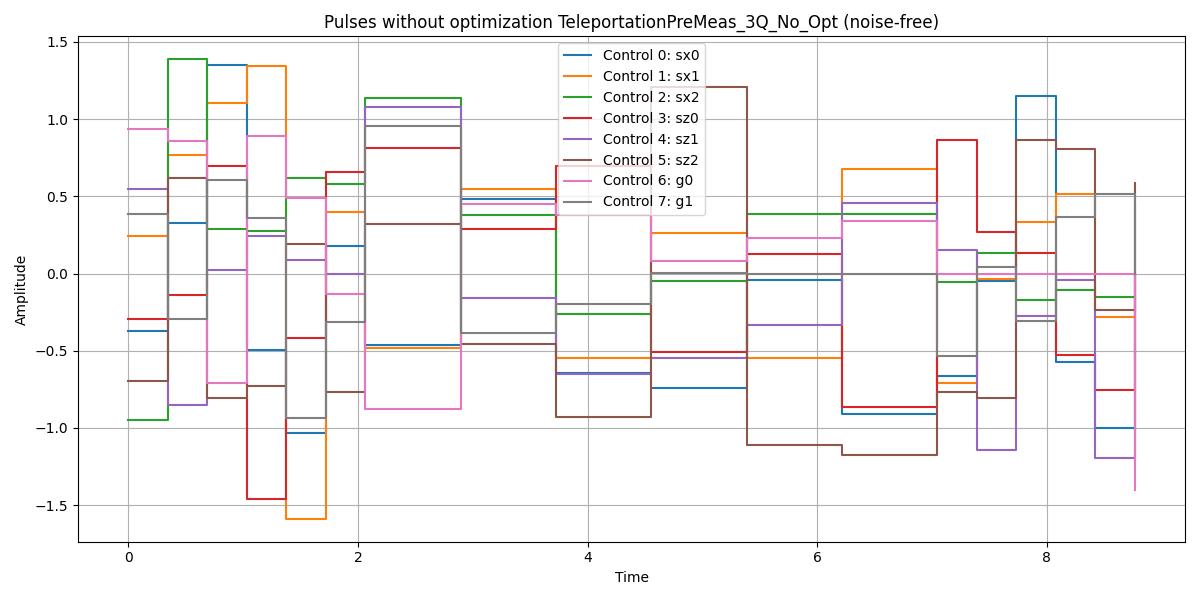 Pulses without optimization TeleportationPreMeas_3Q_No_Opt (noise-free)
Control 0: sx0
Control 1: sx1
Control 2: sx2
Control 3: sz0
Control 4: sz1
Control 5: sz2
Control 6: g0
Control 7: g1
Amplitude
1.5
1.0
0.5
0.0
−0.5
−1.0
−1.5
0
2
4
6
8
Time